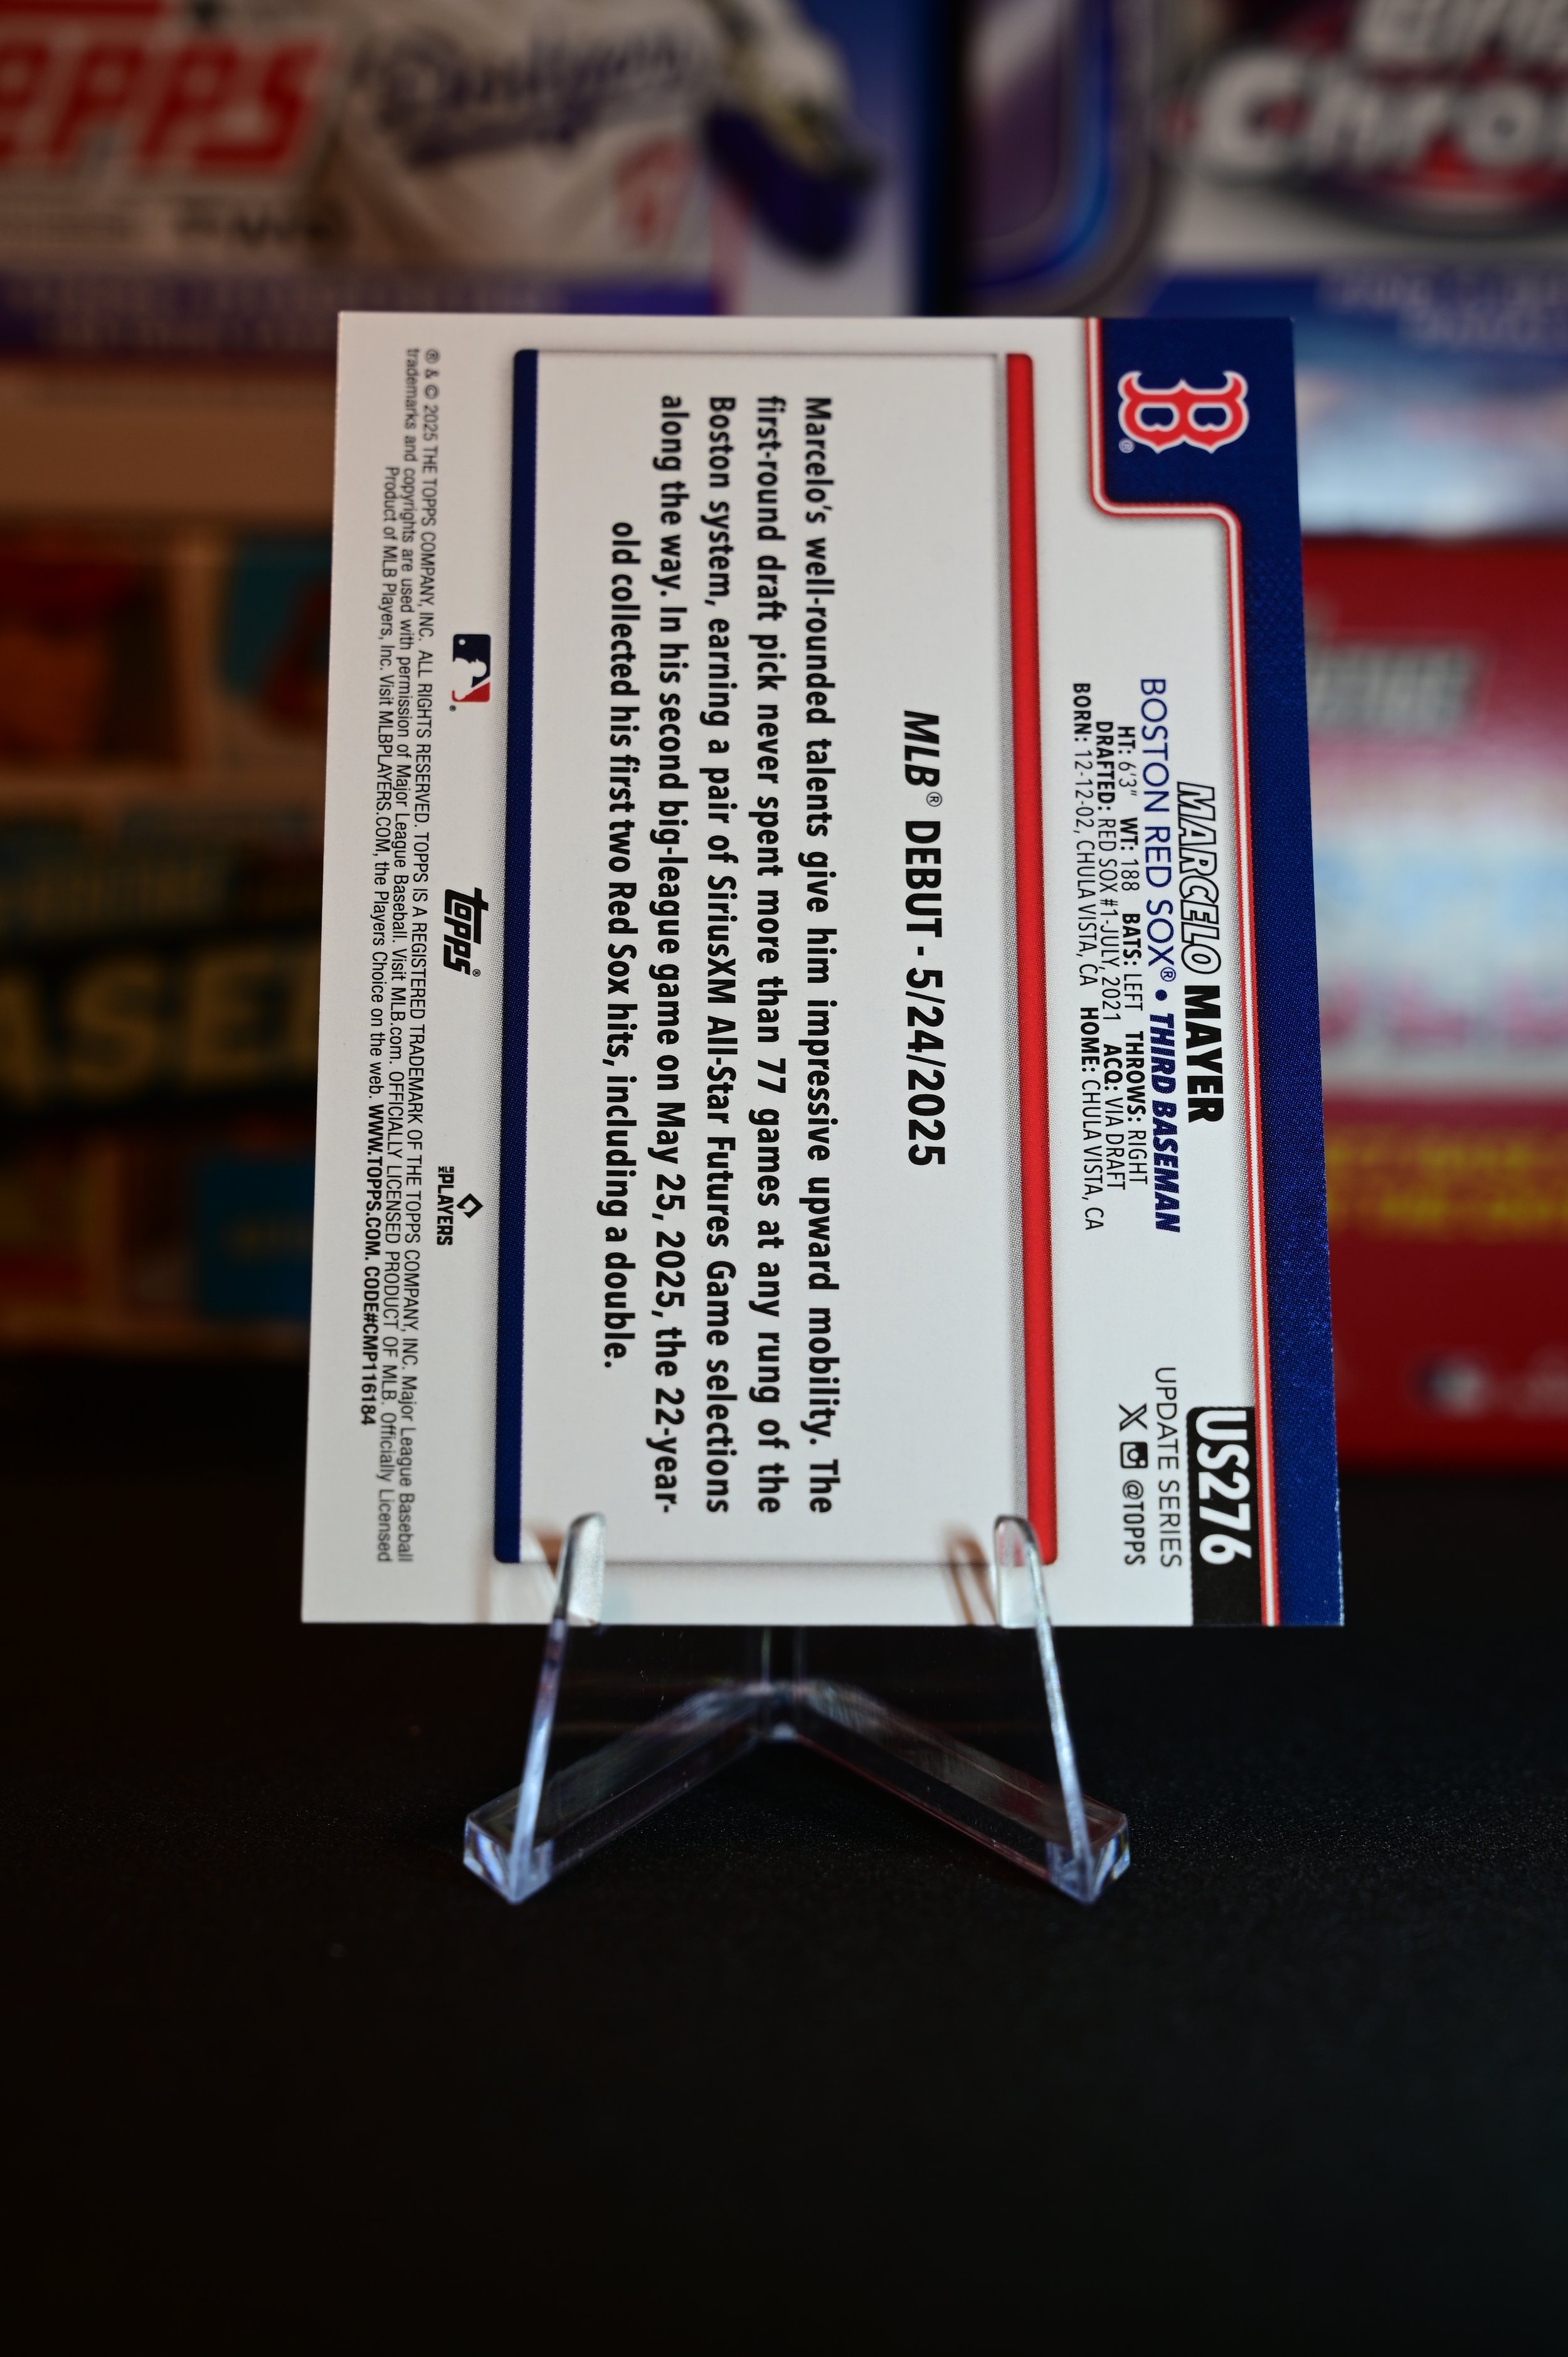 US276
UPDATE SERIES
X @TOPPS
B®
MARCELO MAYER
BOSTON RED SOX® • THIRD BASEMAN
HT: 6'3" WT: 188 BATS: LEFT THROWS: RIGHT
DRAFTED: RED SOX #1-JULY, 2021 ACQ: VIA DRAFT
BORN: 12-12-02, CHULA VISTA, CA HOME: CHULA VISTA, CA
MLB® DEBUT - 5/24/2025
Marcelo's well-rounded talents give him impressive upward mobility. The
first-round draft pick never spent more than 77 games at any rung of the
Boston system, earning a pair of SiriusXM All-Star Futures Game selections
along the way. In his second big-league game on May 25, 2025, the 22-year-
old collected his first two Red Sox hits, including a double.
topps®
MLB PLAYERS
® & © 2025 THE TOPPS COMPANY, INC. ALL RIGHTS RESERVED. TOPPS IS A REGISTERED TRADEMARK OF THE TOPPS COMPANY, INC. Major League Baseball
trademarks and copyrights are used with permission of Major League Baseball. Visit MLB.com. OFFICIALLY LICENSED PRODUCT OF MLB. Officially Licensed
Product of MLB Players, Inc. Visit MLBPLAYERS.COM, the Players Choice on the web. WWW.TOPPS.COM. CODE#CMP116184
TOPPS
Dodgers
Chro
ASEB